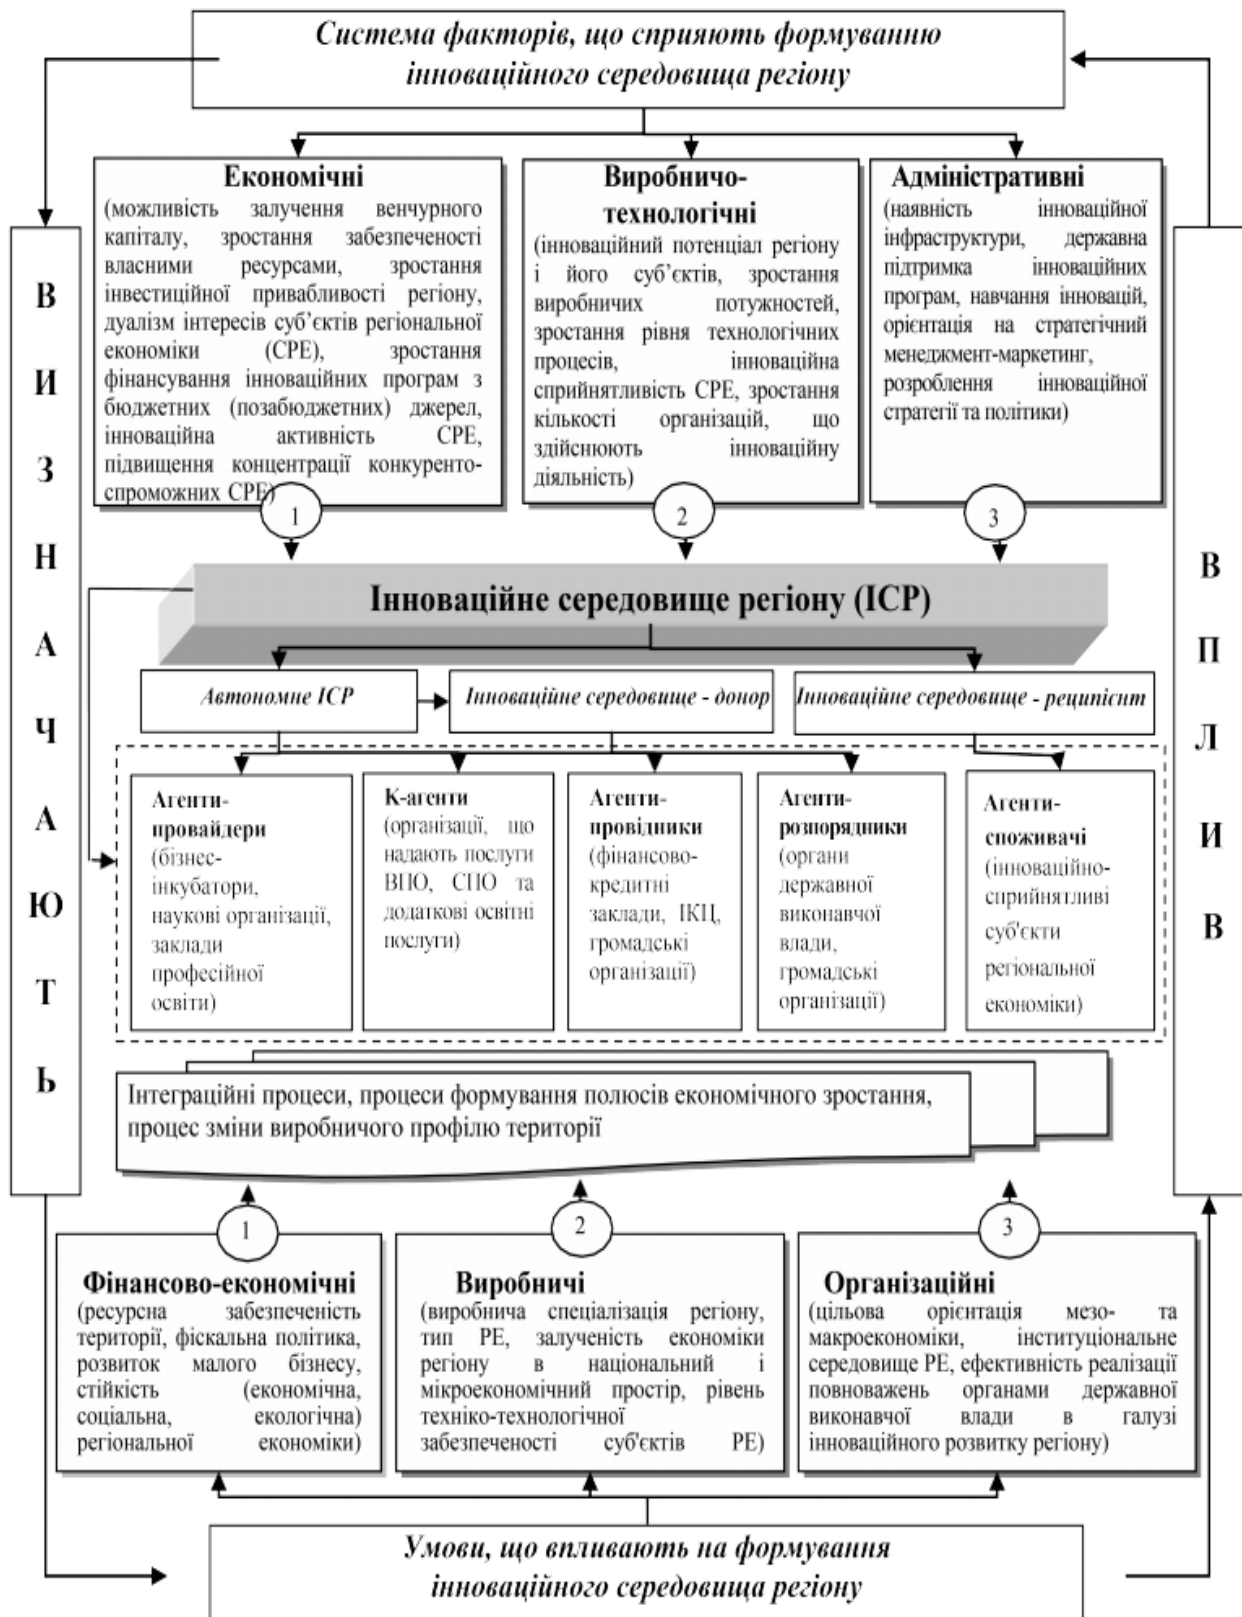 Система факторів, що сприяють формуванню
інноваційного середовища регіону
Економічні
(можливість залучення венчурного
капіталу, зростання забезпеченості
власними ресурсами, зростання
інвестиційної привабливості регіону,
дуалізм інтересів суб’єктів регіональної
економіки (СРЕ), зростання
фінансування інноваційних програм з
бюджетних (позабюджетних) джерел,
інноваційна активність СРЕ,
підвищення концентрації конкуренто-
спроможних СРЕ)
1
Виробничо-
технологічні
(інноваційний потенціал регіону
і його суб’єктів, зростання
виробничих потужностей,
зростання рівня технологічних
процесів, інноваційна
сприйнятливість СРЕ, зростання
кількості організацій, що
здійснюють інноваційну
діяльність)
2
Адміністративні
(наявність інноваційної
інфраструктури, державна
підтримка інноваційних
програм, навчання інновацій,
орієнтація на стратегічний
менеджмент-маркетинг,
розроблення інноваційної
стратегії та політики)
3
В
И
З
Н
А
Ч
А
Ю
Т
Ь
В
П
Л
И
В
Інноваційне середовище регіону (ІСР)
Автономне ІСР
Інноваційне середовище - донор
Інноваційне середовище - реципієнт
Агенти-
провайдери
(бізнес-
інкубатори,
наукові організації,
заклади
професійної
освіти)
К-агенти
(організації, що
надають послуги
ВПО, СПО та
додаткові освітні
послуги)
Агенти-
провідники
(фінансово-
кредитні
заклади, ІКЦ,
громадські
організації)
Агенти-
розпорядники
(органи
державної
виконавчої
влади,
громадські
організації)
Агенти-
споживачі
(інноваційно-
сприйнятливі
суб'єкти
регіональної
економіки)
Інтеграційні процеси, процеси формування полюсів економічного зростання,
процес зміни виробничого профілю території
1
Фінансово-економічні
(ресурсна забезпеченість
території, фіскальна політика,
розвиток малого бізнесу,
стійкість (економічна,
соціальна, екологічна)
регіональної економіки)
2
Виробничі
(виробнича спеціалізація регіону,
тип РЕ, залученість економіки
регіону в національний і
мікроекономічний простір, рівень
техніко-технологічної
забезпеченості суб'єктів РЕ)
3
Організаційні
(цільова орієнтація мезо- та
макроекономіки, інституціональне
середовище РЕ, ефективність реалізації
повноважень органами державної
виконавчої влади в галузі
інноваційного розвитку регіону)
Умови, що впливають на формування
інноваційного середовища регіону